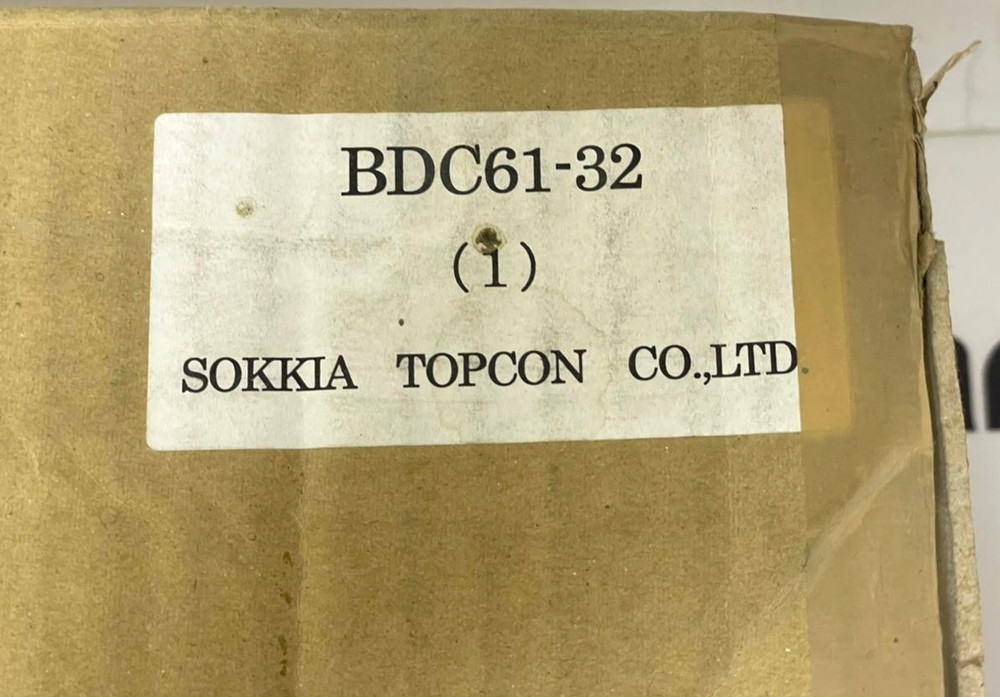 BDC61-32
(1)
SOKKIA TOPCON CO.,LTD.